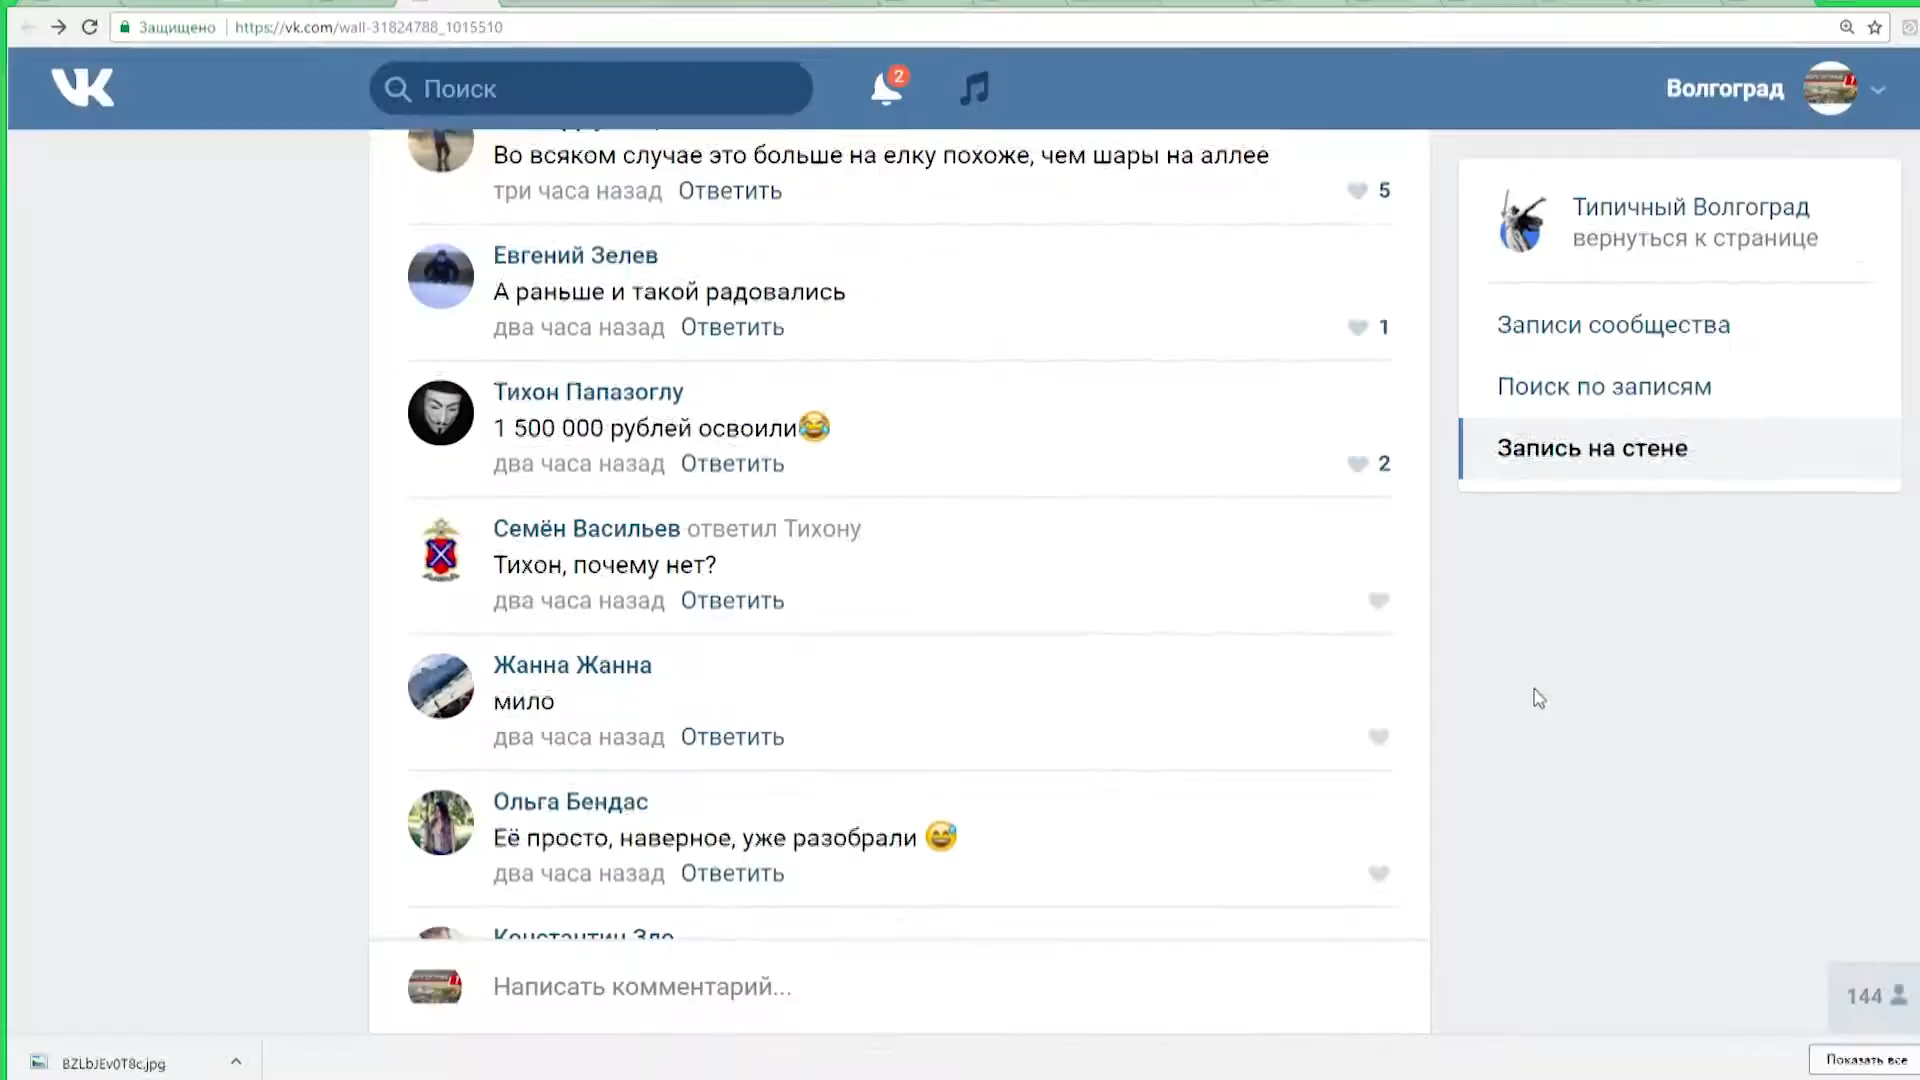 Защищено https://vk.com/wall-31824788_1015510
Поиск
2
Волгоград
Во всяком случае это больше на елку похоже, чем шары на аллее
три часа назад Ответить 5
Евгений Зелев
А раньше и такой радовались
два часа назад Ответить 1
Тихон Папазоглу
1 500 000 рублей освоили
два часа назад Ответить 2
Семён Васильев ответил Тихону
Тихон, почему нет?
два часа назад Ответить
Жанна Жанна
мило
два часа назад Ответить
Ольга Бендас
Её просто, наверное, уже разобрали
два часа назад Ответить
Константин Зло
Написать комментарий...
Типичный Волгоград
вернуться к странице
Записи сообщества
Поиск по записям
Запись на стене
144
BZLbJEv0T8c.jpg
Показать все